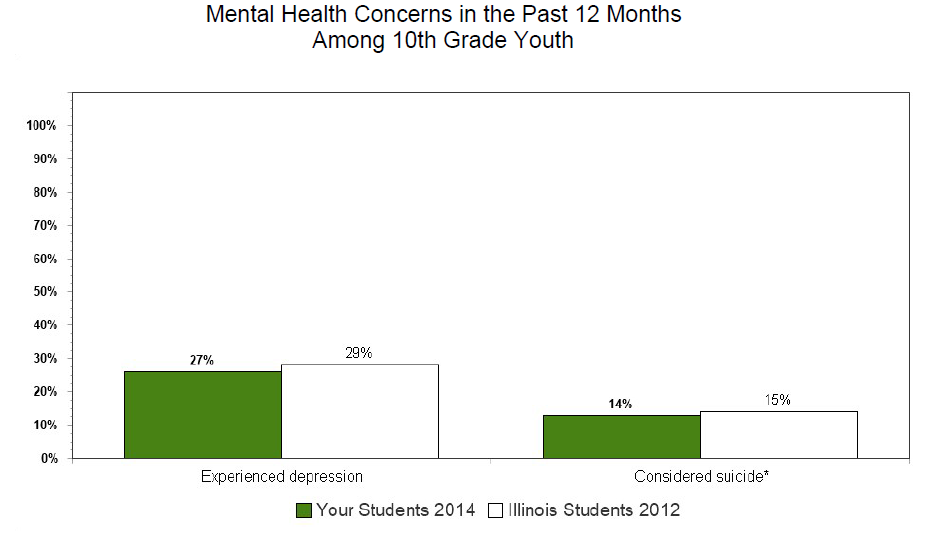 Mental Health Concerns in the Past 12 Months
Among 10th Grade Youth
100%
90%
80%
70%
60%
50%
40%
30%
20%
10%
0%
27%
29%
14%
15%
Experienced depression
Considered suicide*
Your Students 2014
Illinois Students 2012